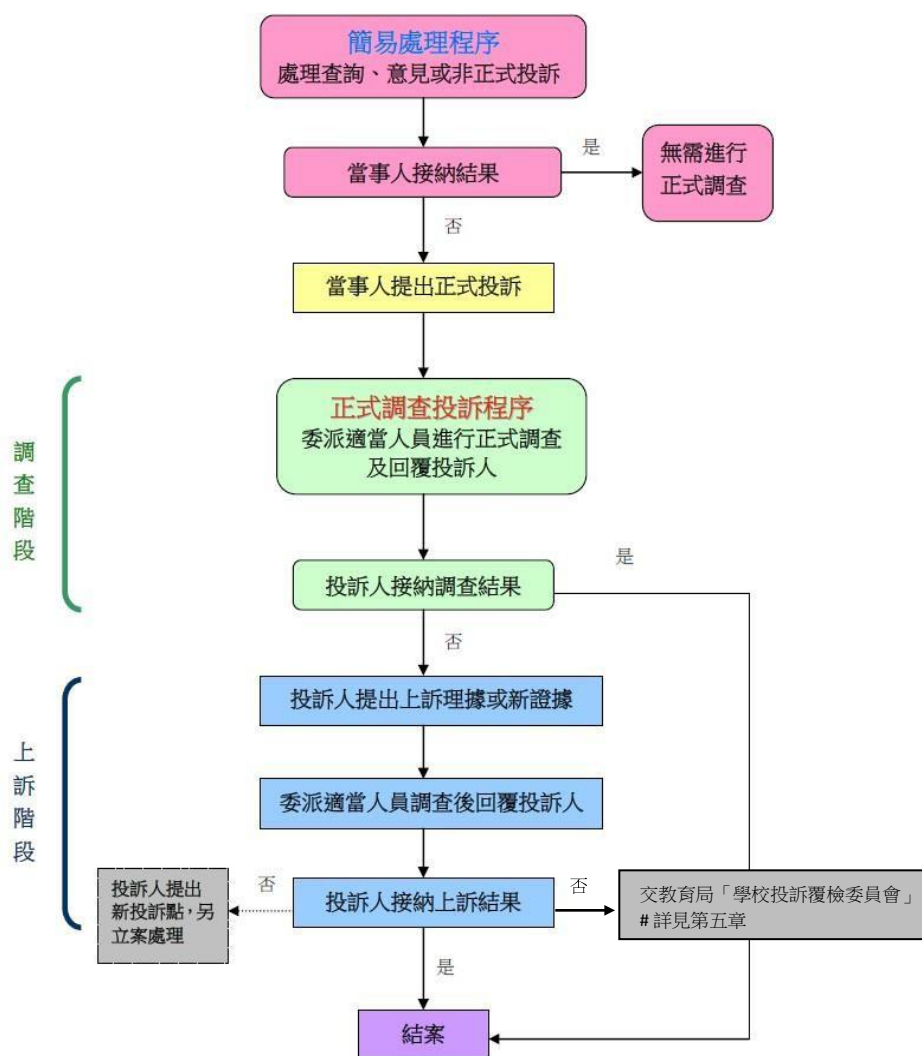 簡易處理程序
處理查詢、意見或非正式投訴
當事人接納結果
是
無需進行
正式調查
否
當事人提出正式投訴
調
查
階
段
正式調查投訴程序
委派適當人員進行正式調查
及回覆投訴人
投訴人接納調查結果
是
否
上
訴
階
段
投訴人提出上訴理據或新證據
委派適當人員調查後回覆投訴人
投訴人提出
新投訴點，另
立案處理
否
投訴人接納上訴結果
否
交教育局「學校投訴覆檢委員會」
# 詳見第五章
是
結案